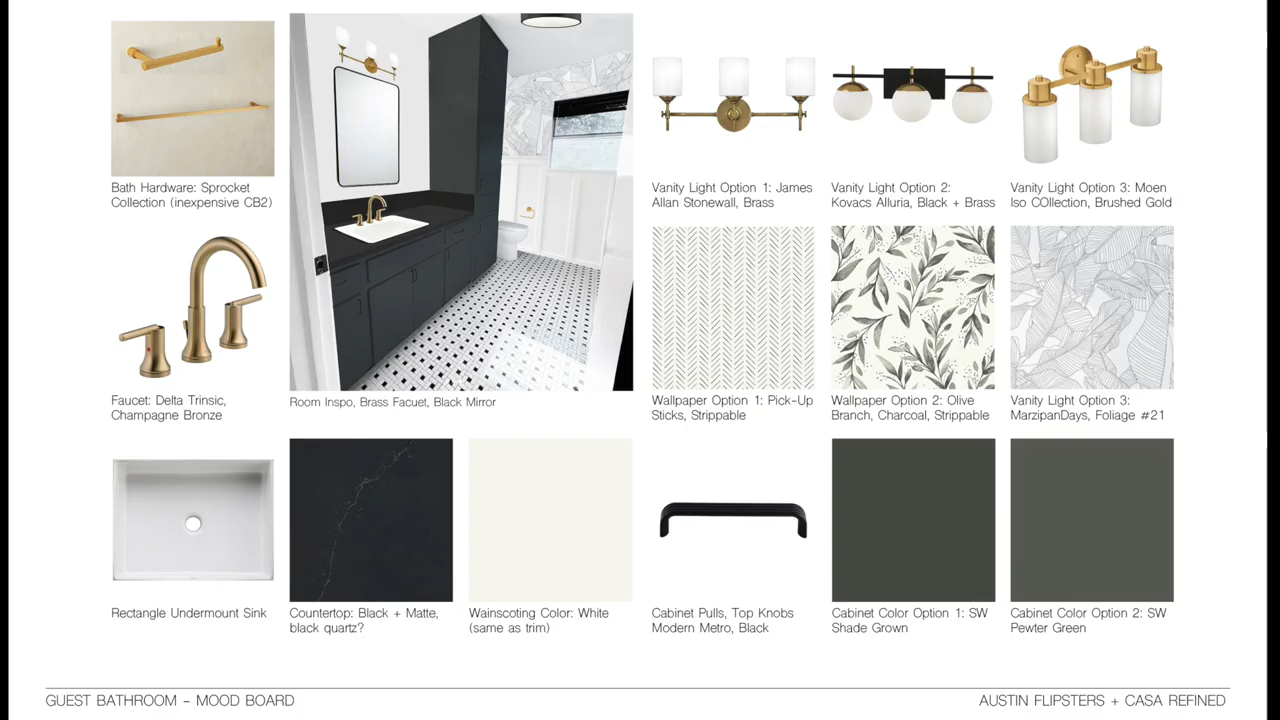 Bath Hardware: Sprocket
Collection (inexpensive CB2)
Vanity Light Option 1: James
Allan Stonewall, Brass
Vanity Light Option 2:
Kovacs Alluria, Black + Brass
Vanity Light Option 3: Moen
Iso COllection, Brushed Gold
Faucet: Delta Trinsic,
Champagne Bronze
Room Inspo, Brass Facuet, Black Mirror
Wallpaper Option 1: Pick-Up
Sticks, Strippable
Wallpaper Option 2: Olive
Branch, Charcoal, Strippable
Vanity Light Option 3:
MarzipanDays, Foliage #21
Rectangle Undermount Sink
Countertop: Black + Matte,
black quartz?
Wainscoting Color: White
(same as trim)
Cabinet Pulls, Top Knobs
Modern Metro, Black
Cabinet Color Option 1: SW
Shade Grown
Cabinet Color Option 2: SW
Pewter Green
GUEST BATHROOM - MOOD BOARD
AUSTIN FLIPSTERS + CASA REFINED